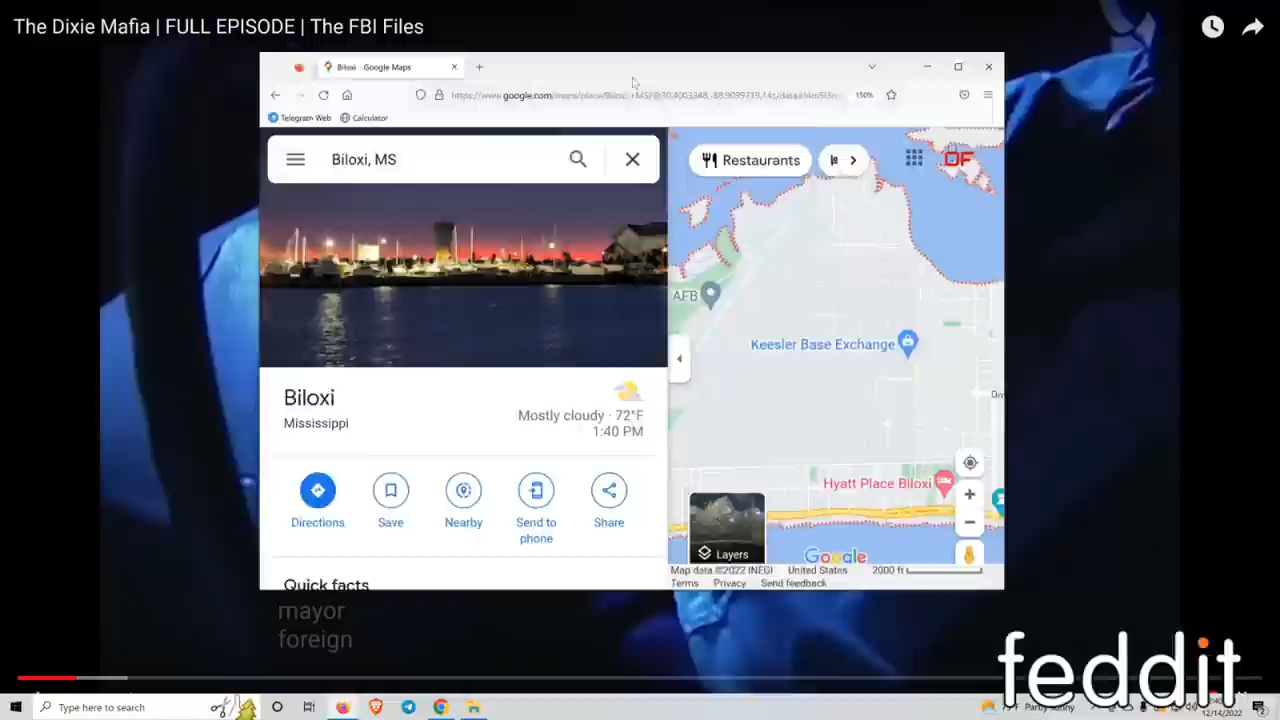 The Dixie Mafia | FULL EPISODE | The FBI Files
Biloxi - Google Maps
150%
Telegram Web
Calculator
Biloxi, MS
Restaurants
DF
AFB
Keesler Base Exchange
Biloxi
Mississippi
Mostly cloudy · 72°F
1:40 PM
Directions
Save
Nearby
Send to
phone
Share
Hyatt Place Biloxi
Layers
Google
Map data ©2022 INEGI
United States
2000 ft
Terms
Privacy
Send feedback
Quick facts
mayor
foreign
feddit
Type here to search
12/14/2022